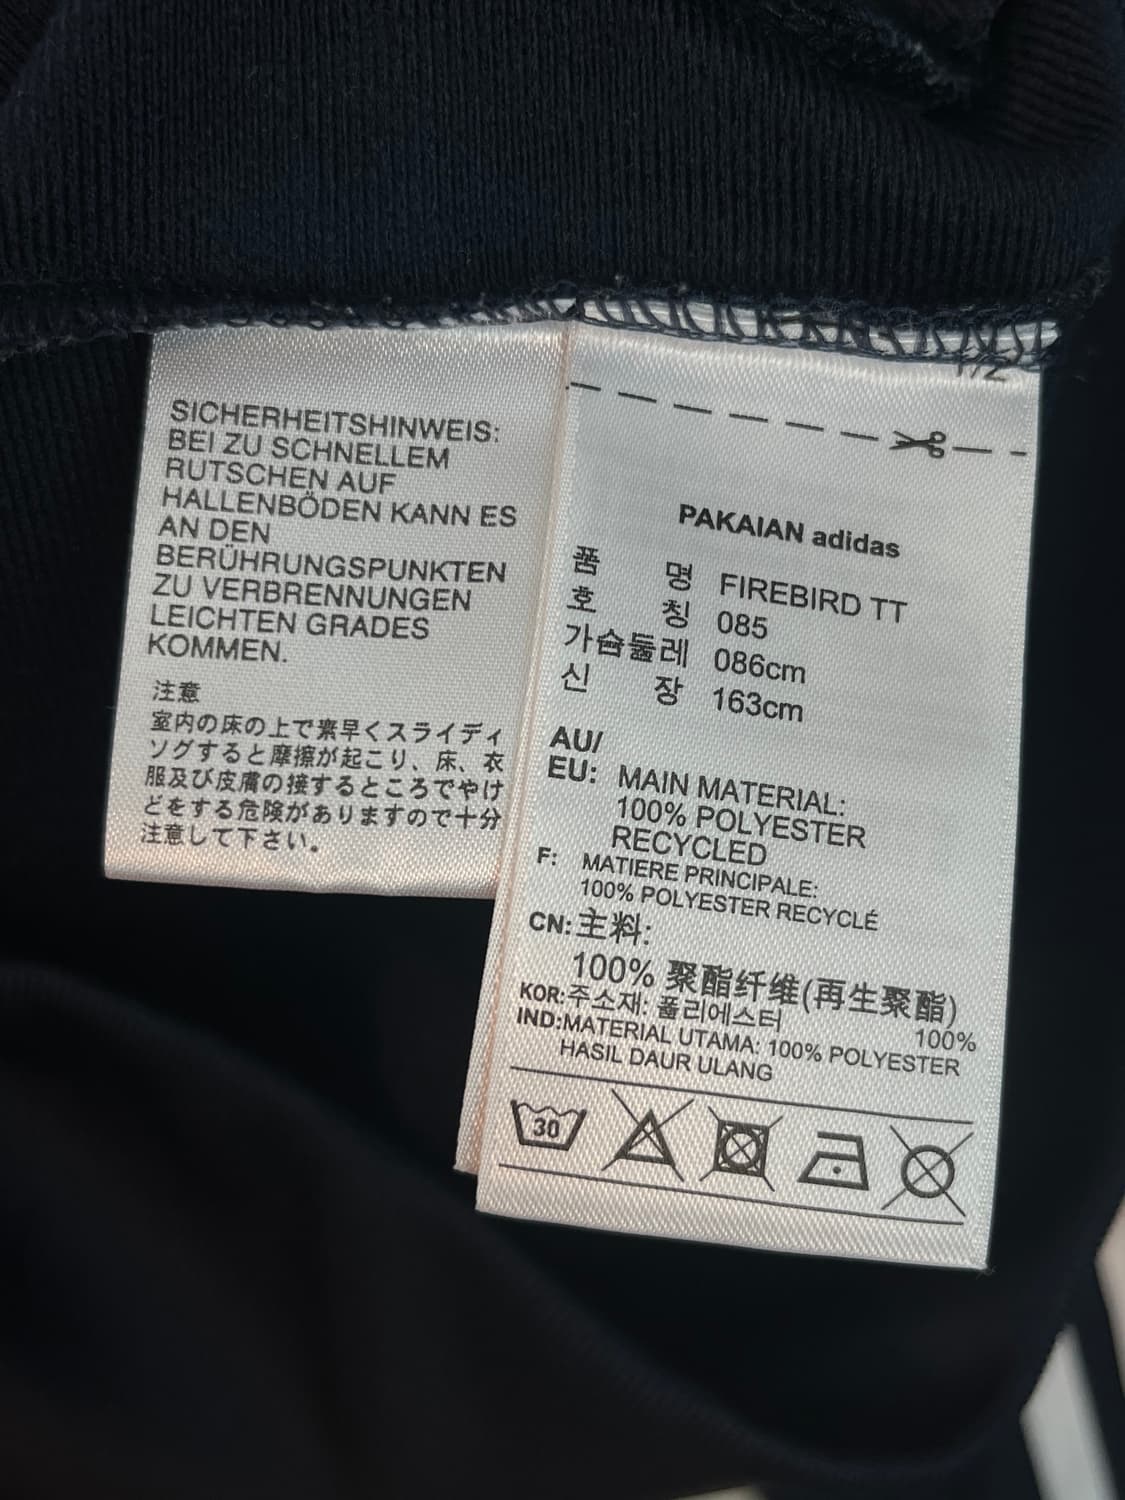 SICHERHEITSHINWEIS:
BEI ZU SCHNELLEM
RUTSCHEN AUF
HALLENBÖDEN KANN ES
AN DEN
BERÜHRUNGSPUNKTEN
ZU VERBRENNUNGEN
LEICHTEN GRADES
KOMMEN.
注意
室内の床の上で素早くスライディ
ングすると摩擦が起こり、床、衣
服及び皮膚の接するところでやけ
どをする危険がありますので十分
注意して下さい。
1/2
PAKAIAN adidas
품 명 FIREBIRD TT
호 칭 085
가슴둘레 086cm
신 장 163cm
AU/
EU: MAIN MATERIAL:
100% POLYESTER
RECYCLED
F: MATIERE PRINCIPALE:
100% POLYESTER RECYCLÉ
CN:主料:
100% 聚酯纤维(再生聚酯)
KOR:주소재: 폴리에스터
100%
IND:MATERIAL UTAMA: 100% POLYESTER
HASIL DAUR ULANG
30